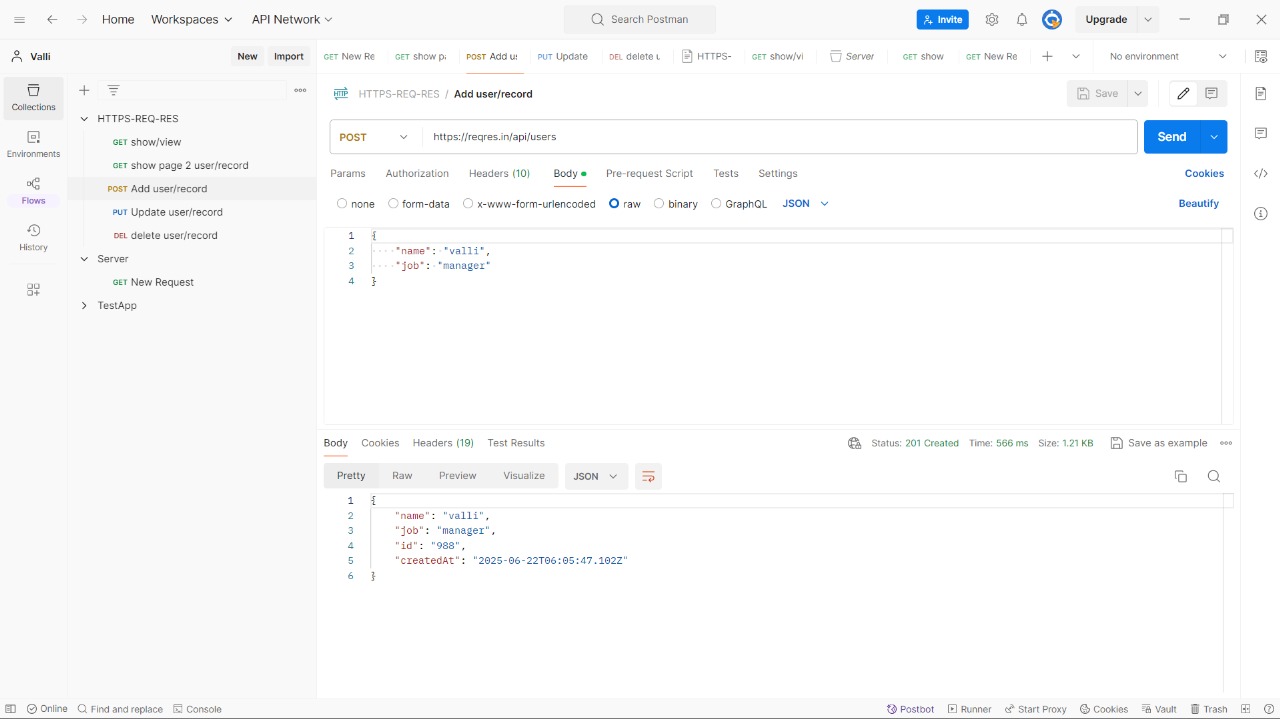 Home Workspaces API Network Search Postman Invite Upgrade
Valli New Import GET New Re GET show pa POST Add us PUT Update DEL delete u HTTPS- GET show/vi Server GET show GET New Re No environment
Collections
Environments
Flows
History
HTTPS-REQ-RES
GET show/view
GET show page 2 user/record
POST Add user/record
PUT Update user/record
DEL delete user/record
Server
GET New Request
TestApp
HTTP HTTPS-REQ-RES / Add user/record Save
POST https://reqres.in/api/users Send
Params Authorization Headers (10) Body Pre-request Script Tests Settings Cookies
none form-data x-www-form-urlencoded raw binary GraphQL JSON Beautify
1 {
2 ····"name":·"valli",
3 ····"job":·"manager"
4 }
Body Cookies Headers (19) Test Results Status: 201 Created Time: 566 ms Size: 1.21 KB Save as example
Pretty Raw Preview Visualize JSON
1 {
2 "name": "valli",
3 "job": "manager",
4 "id": "988",
5 "createdAt": "2025-06-22T06:05:47.102Z"
6 }
Online Find and replace Console Postbot Runner Start Proxy Cookies Vault Trash